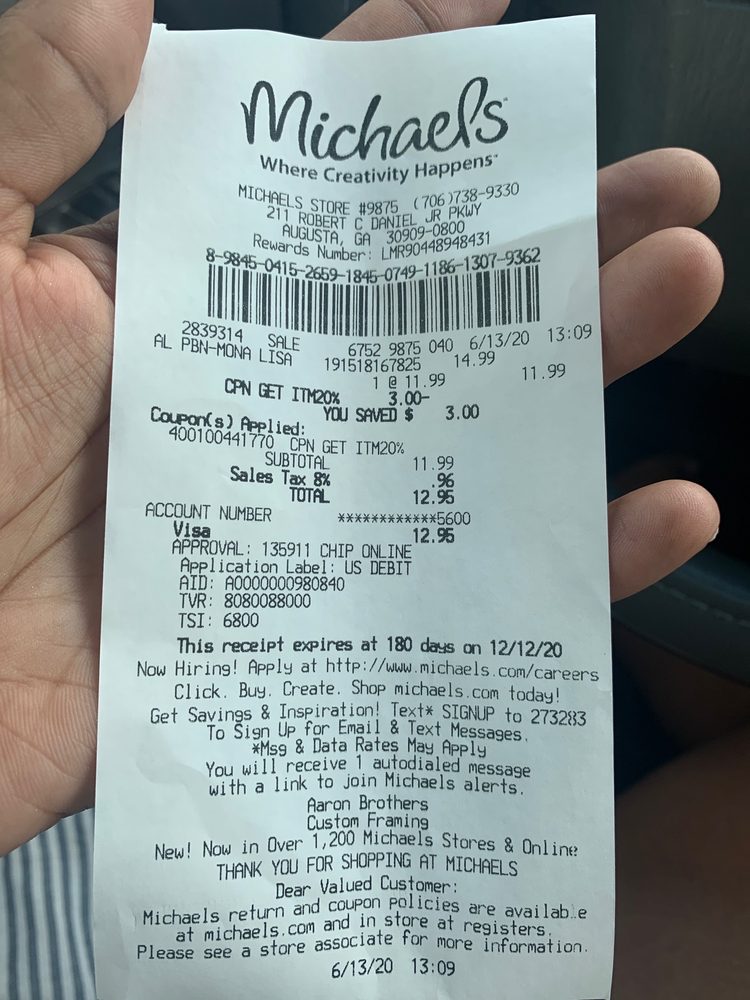 Michaels
Where Creativity Happens™
MICHAELS STORE #9875 (706)738-9330
211 ROBERT C DANIEL JR PKWY
AUGUSTA, GA 30909-0800
Rewards Number: LMR90448948431
8-9845-0415-2659-1845-0749-1186-1307-9362
2839314 SALE 6752 9875 040 6/13/20 13:09
AL PBN-MONA LISA 191518167825 14.99
1 @ 11.99 11.99
CPN GET ITM20% 3.00-
YOU SAVED $ 3.00
Coupon(s) Applied:
400100441770 CPN GET ITM20%
SUBTOTAL 11.99
Sales Tax 8% .96
TOTAL 12.95
ACCOUNT NUMBER ************5600
Visa 12.95
APPROVAL: 135911 CHIP ONLINE
Application Label: US DEBIT
AID: A0000000980840
TVR: 8080088000
TSI: 6800
This receipt expires at 180 days on 12/12/20
Now Hiring! Apply at http://www.michaels.com/careers
Click. Buy. Create. Shop michaels.com today!
Get Savings & Inspiration! Text* SIGNUP to 273283
To Sign Up for Email & Text Messages.
*Msg & Data Rates May Apply
You will receive 1 autodialed message
with a link to join Michaels alerts.
Aaron Brothers
Custom Framing
New! Now in Over 1,200 Michaels Stores & Online
THANK YOU FOR SHOPPING AT MICHAELS
Dear Valued Customer:
Michaels return and coupon policies are available
at michaels.com and in store at registers.
Please see a store associate for more information.
6/13/20 13:09